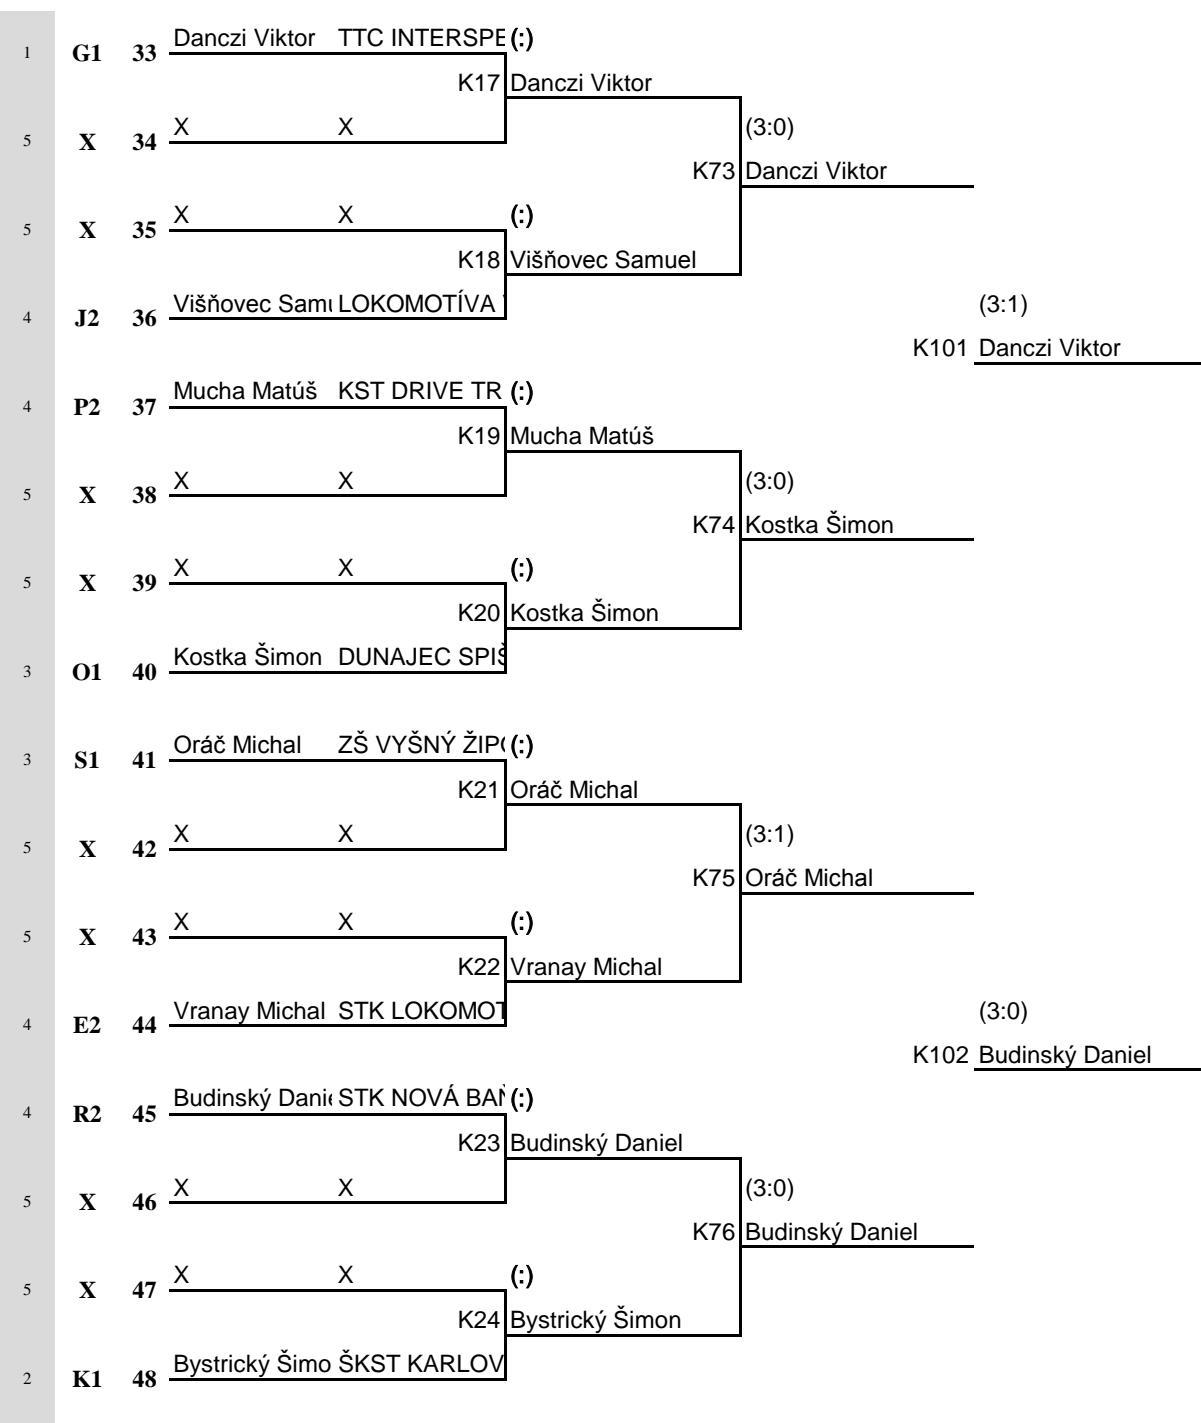 1 G1 33 Danczi Viktor TTC INTERSPE (:)
K17 Danczi Viktor
5 X 34 X X (3:0)
K73 Danczi Viktor
5 X 35 X X (:)
K18 Višňovec Samuel
4 J2 36 Višňovec Samu LOKOMOTÍVA (3:1)
K101 Danczi Viktor
4 P2 37 Mucha Matúš KST DRIVE TR (:)
K19 Mucha Matúš
5 X 38 X X (3:0)
K74 Kostka Šimon
5 X 39 X X (:)
K20 Kostka Šimon
3 O1 40 Kostka Šimon DUNAJEC SPIŠ
3 S1 41 Oráč Michal ZŠ VYŠNÝ ŽIP (:)
K21 Oráč Michal
5 X 42 X X (3:1)
K75 Oráč Michal
5 X 43 X X (:)
K22 Vranay Michal
4 E2 44 Vranay Michal STK LOKOMOT (3:0)
K102 Budinský Daniel
4 R2 45 Budinský Dani STK NOVÁ BAŇ (:)
K23 Budinský Daniel
5 X 46 X X (3:0)
K76 Budinský Daniel
5 X 47 X X (:)
K24 Bystrický Šimon
2 K1 48 Bystrický Šimo ŠKST KARLOV